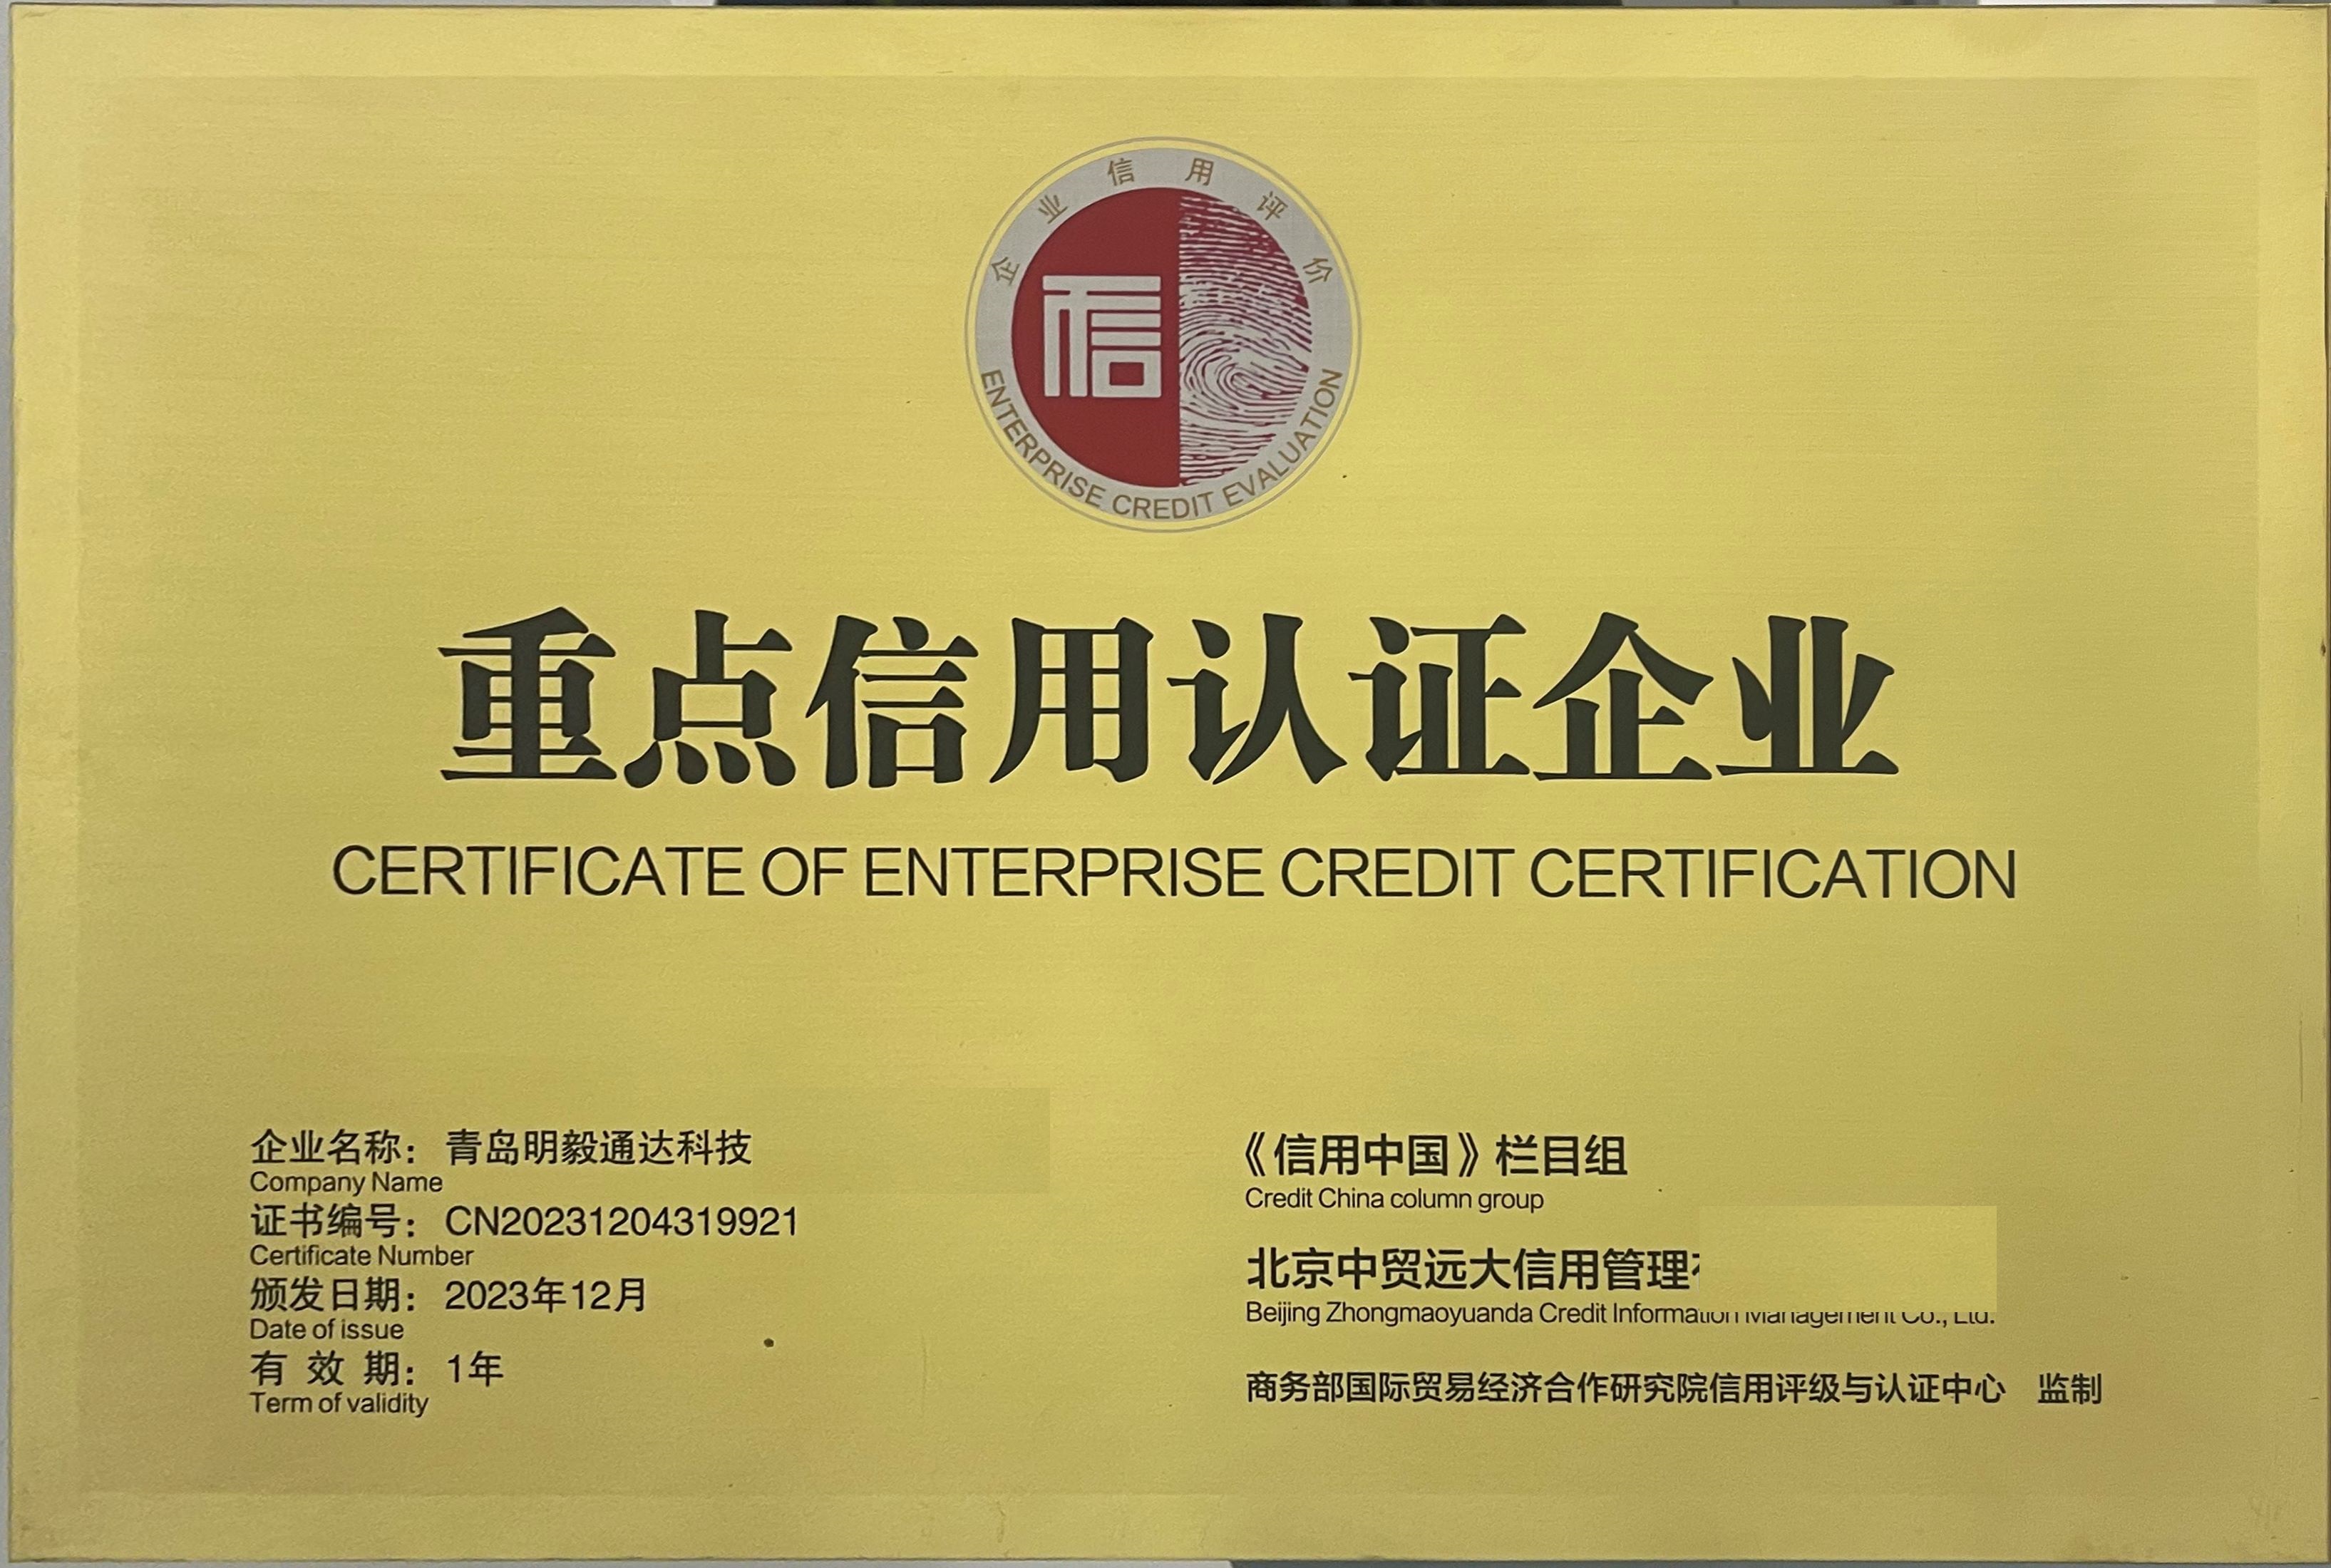 企业信用评价
信
ENTERPRISE CREDIT EVALUATION
重点信用认证企业
CERTIFICATE OF ENTERPRISE CREDIT CERTIFICATION
企业名称：青岛明毅通达科技
Company Name
证书编号：CN20231204319921
Certificate Number
颁发日期：2023年12月
Date of issue
有 效 期：1年
Term of validity
《信用中国》栏目组
Credit China column group
北京中贸远大信用管理
Beijing Zhongmaoyuanda Credit Information Management Co., Ltd.
商务部国际贸易经济合作研究院信用评级与认证中心 监制